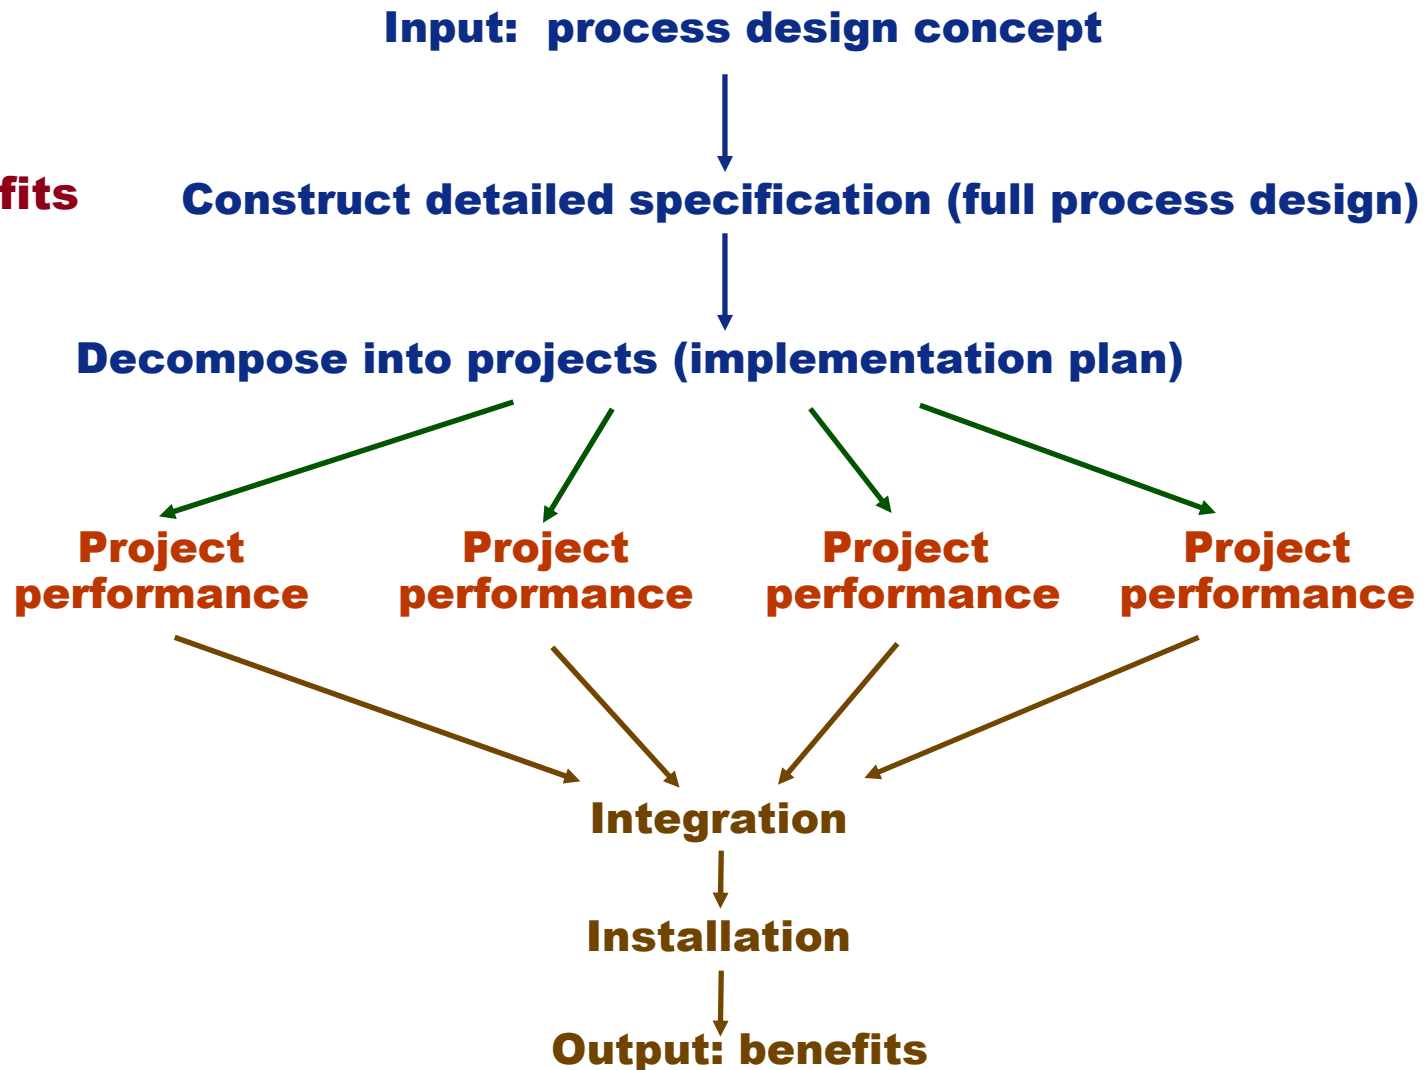 Input: process design concept
fits
Construct detailed specification (full process design)
Decompose into projects (implementation plan)
Project
performance
Project
performance
Project
performance
Project
performance
Integration
Installation
Output: benefits